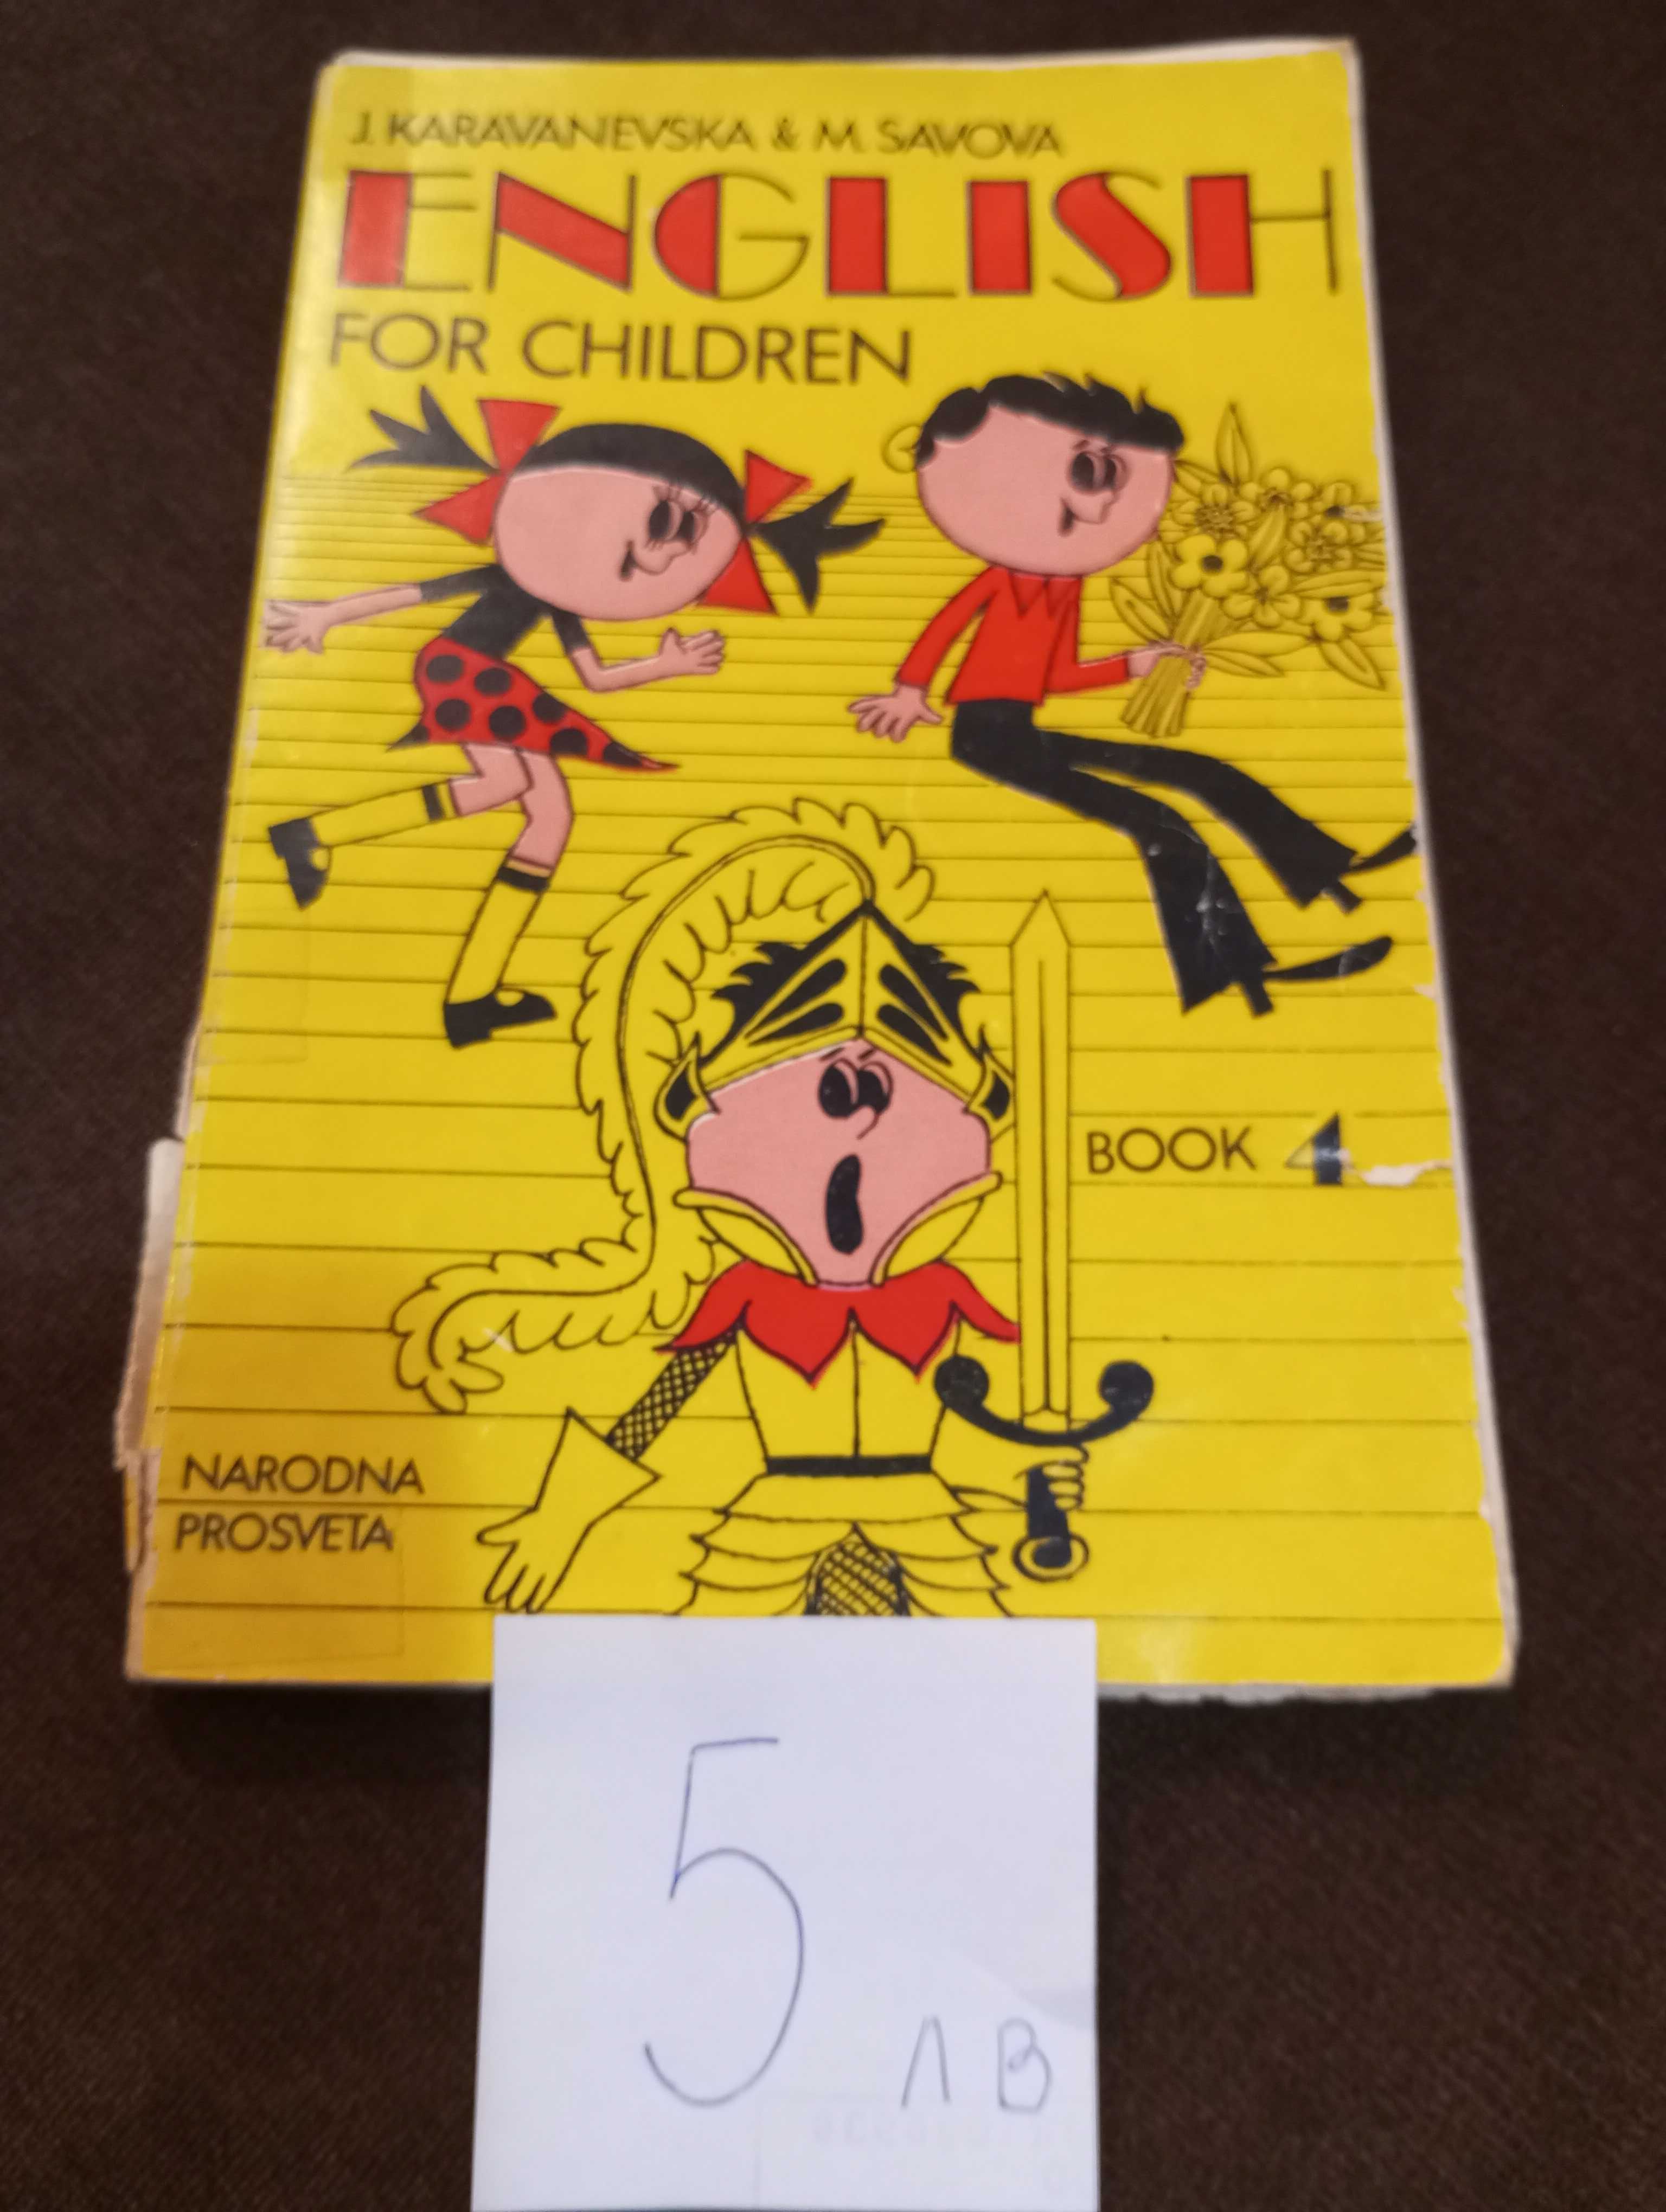 J. KARAVANEVSKA & M. SAVOVA
ENGLISH
FOR CHILDREN
BOOK 4
NARODNA
PROSVETA
5 лв